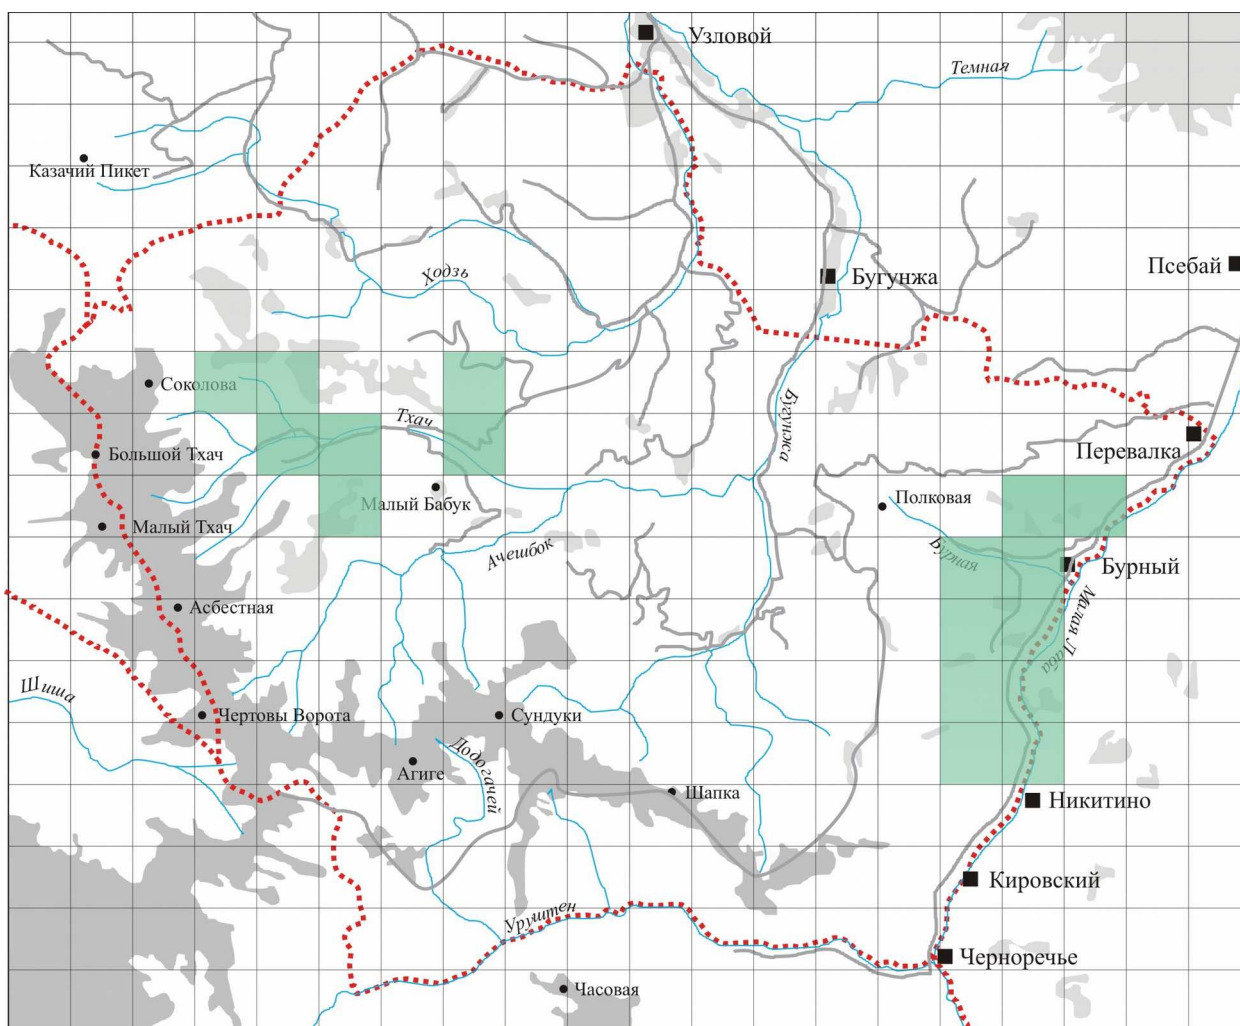 Узловой
Темная
Казачий Пикет
Ходзь
Бугунжа
Псебай
Соколова
Тхач
Бугунжа
Большой Тхач
Перевалка
Малый Бабук
Полковая
Малый Тхач
Ачешбок
Бурная
Бурный
Асбестная
Малая Лаба
Шиша
Чертовы Ворота
Сундуки
Додогачей
Агиге
Шапка
Никитино
Кировский
Уруштен
Черноречье
Часовая